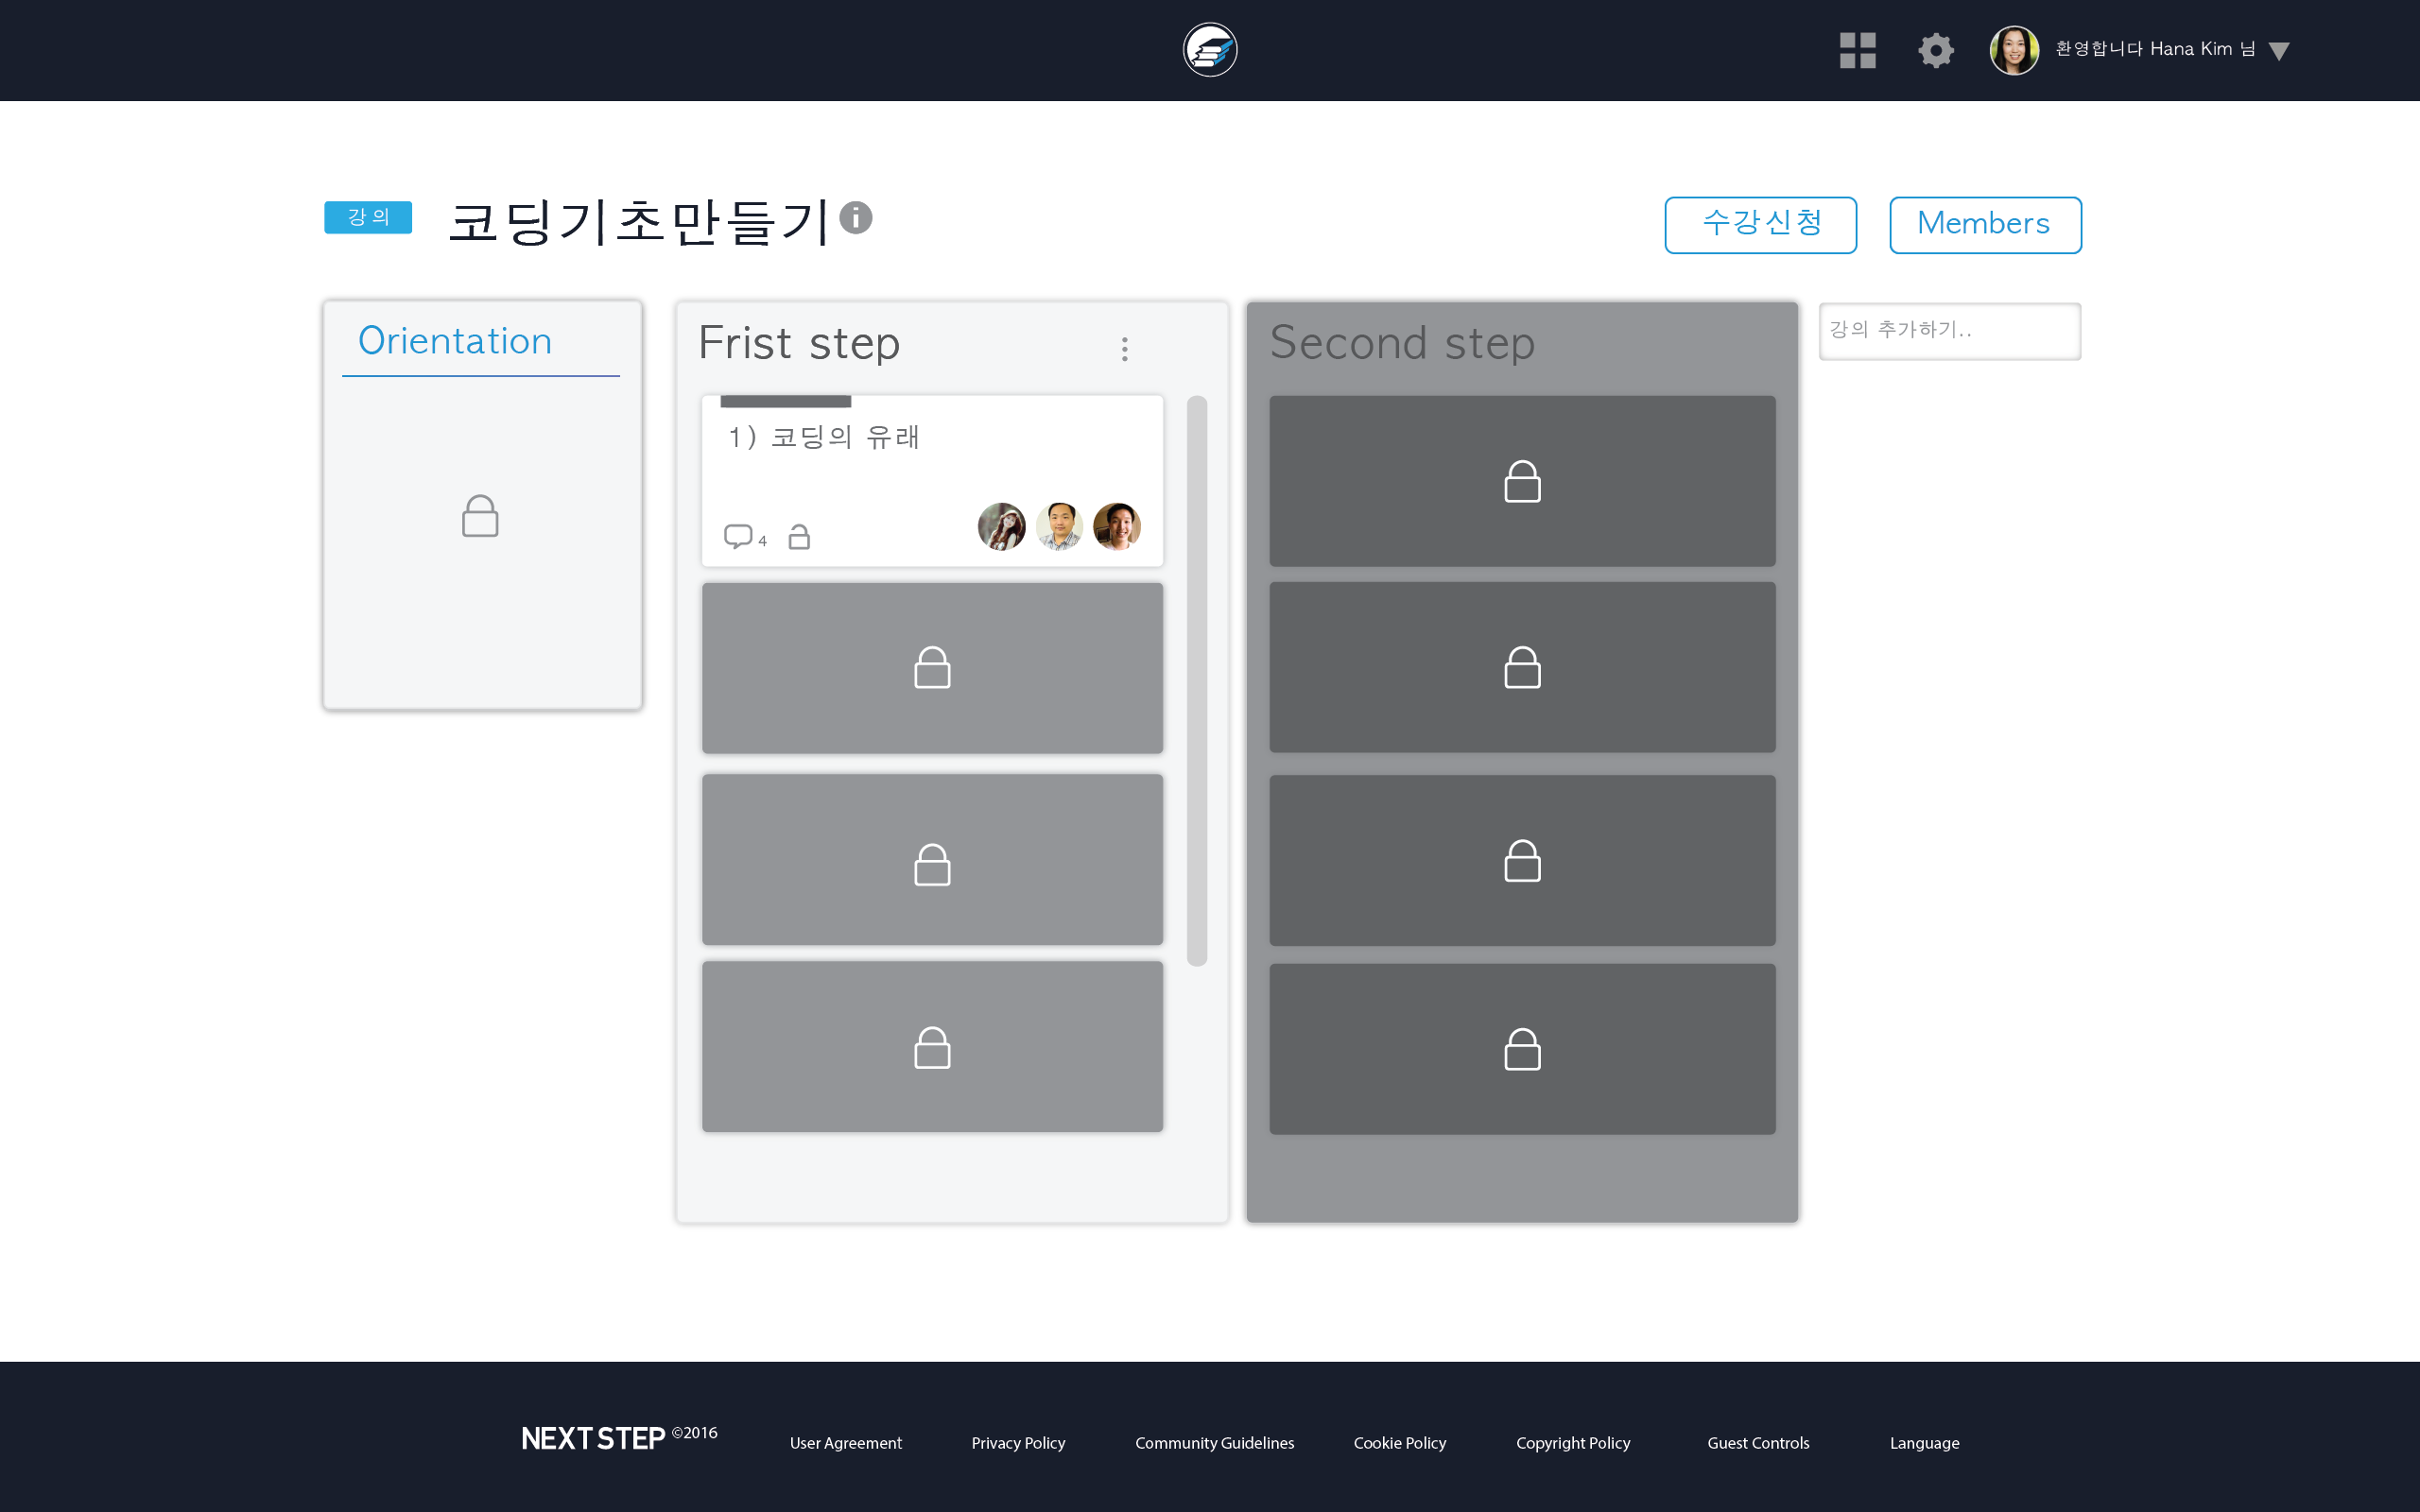 환영합니다 Hana Kim 님
강의
코딩기초만들기
수강신청
Members
Orientation
Frist step
Second step
강의 추가하기..
1) 코딩의 유래
4
NEXT STEP ©2016
User Agreement
Privacy Policy
Community Guidelines
Cookie Policy
Copyright Policy
Guest Controls
Language